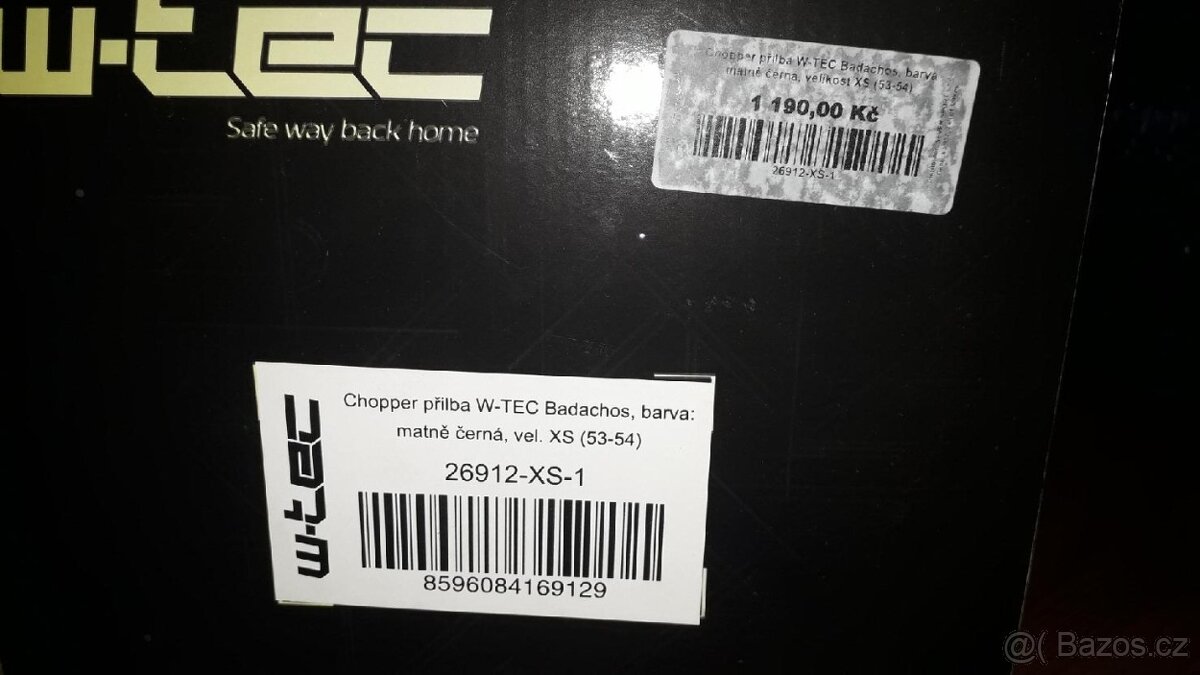 w-tec
Safe way back home
Chopper přilba W-TEC Badachos, barva
matně černá, velikost XS (53-54)
1 190,00 Kč
26912-XS-1
w-tec
Chopper přilba W-TEC Badachos, barva:
matně černá, vel. XS (53-54)
26912-XS-1
8596084169129
@( Bazos.cz